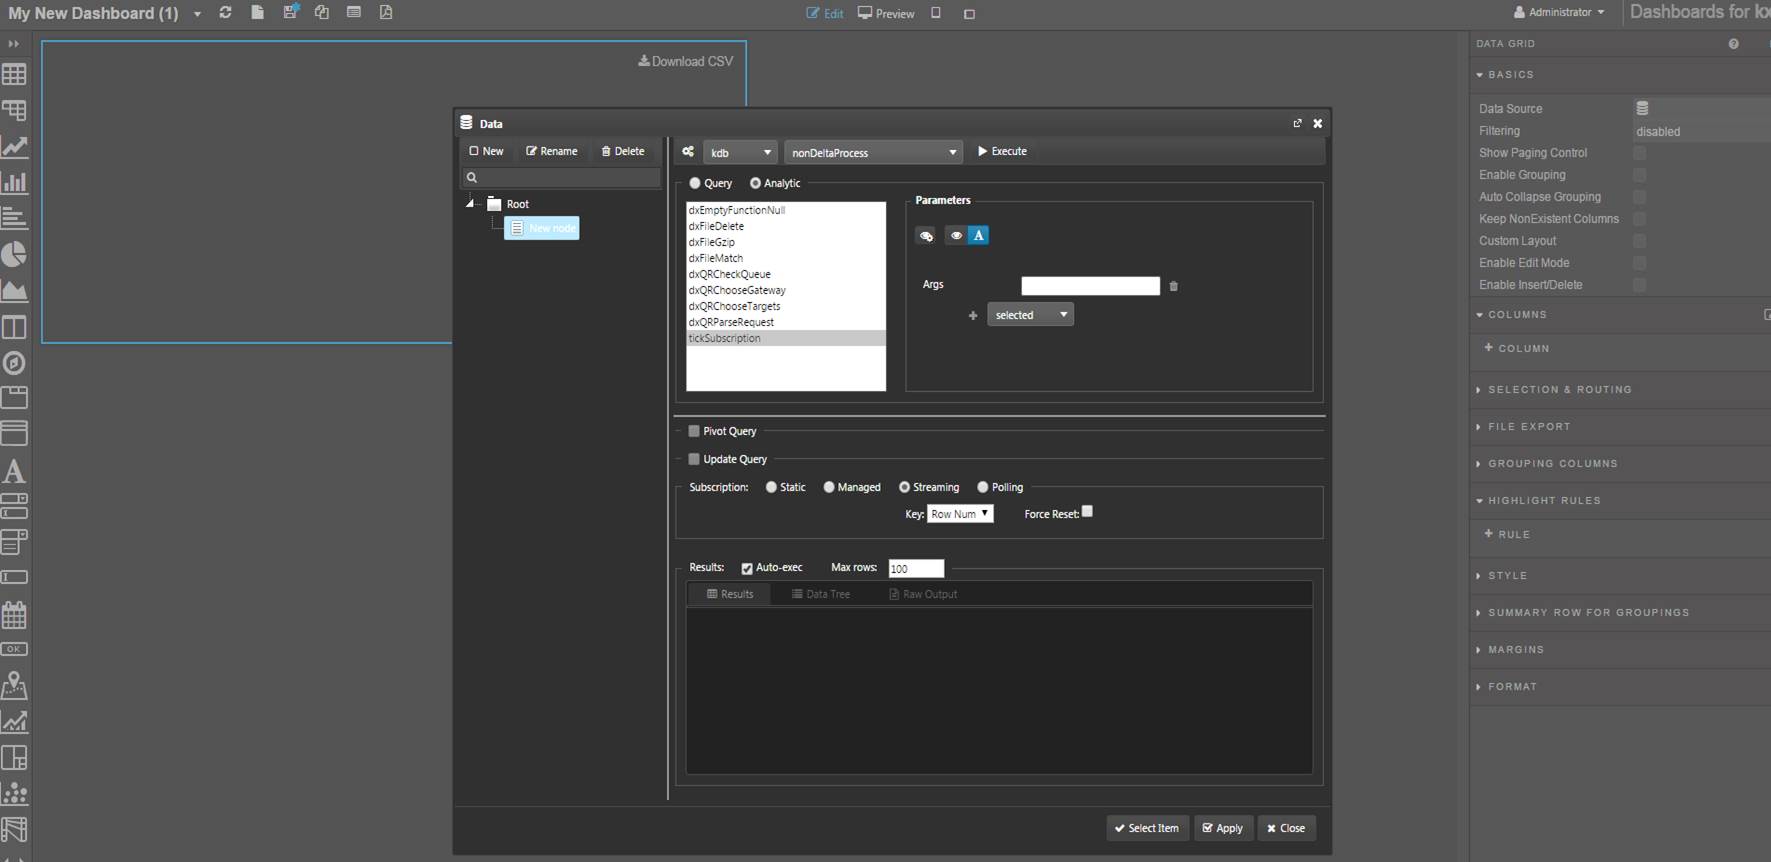 My New Dashboard (1)
Edit
Preview
Administrator
Dashboards for kx
Download CSV
Data
New
Rename
Delete
Root
New node
kdb
nonDeltaProcess
Execute
Query
Analytic
dxEmptyFunctionNull
dxFileDelete
dxFileGzip
dxFileMatch
dxQRCheckQueue
dxQRChooseGateway
dxQRChooseTargets
dxQRParseRequest
tickSubscription
Parameters
A
Args
selected
Pivot Query
Update Query
Subscription:
Static
Managed
Streaming
Polling
Key:
Row Num
Force Reset:
Results:
Auto-exec
Max rows:
100
Results
Data Tree
Raw Output
Select Item
Apply
Close
DATA GRID
BASICS
Data Source
Filtering
disabled
Show Paging Control
Enable Grouping
Auto Collapse Grouping
Keep NonExistent Columns
Custom Layout
Enable Edit Mode
Enable Insert/Delete
COLUMNS
+ COLUMN
SELECTION & ROUTING
FILE EXPORT
GROUPING COLUMNS
HIGHLIGHT RULES
+ RULE
STYLE
SUMMARY ROW FOR GROUPINGS
MARGINS
FORMAT
A
OK